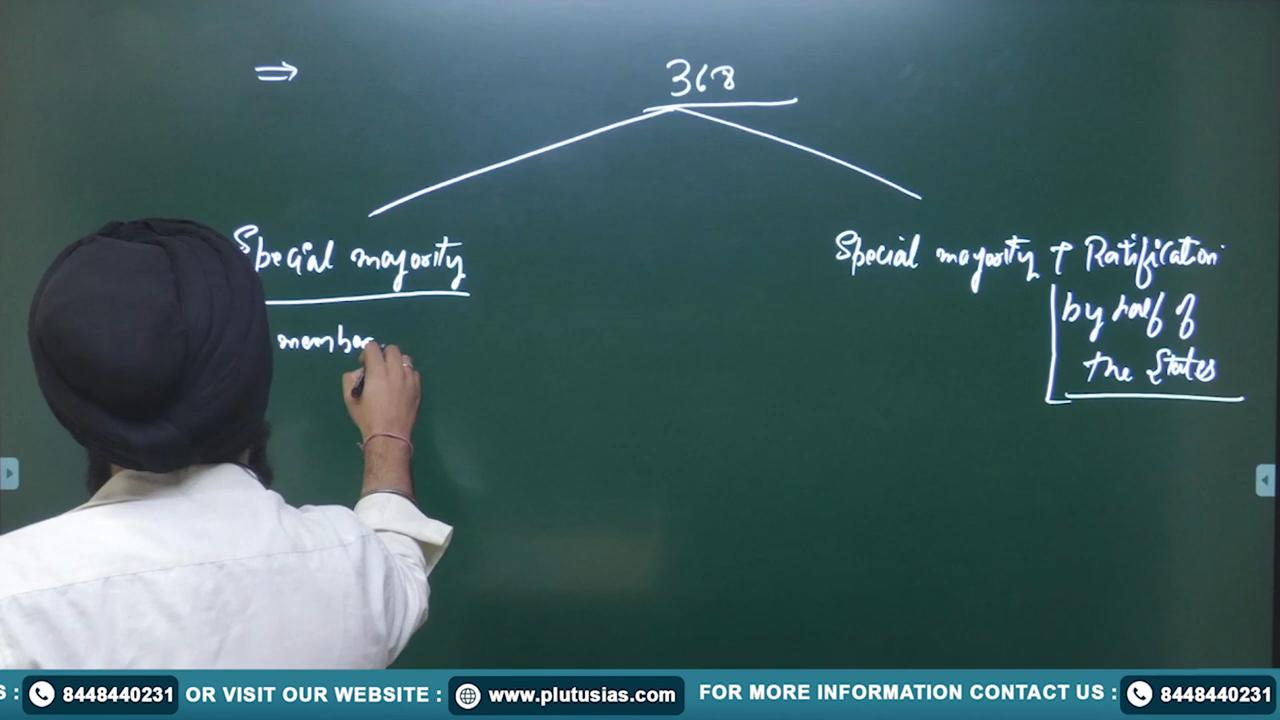 ⇒ 368
Special majority
member
Special majority + Ratification
by half of
the States
S : 8448440231 OR VISIT OUR WEBSITE : www.plutusias.com FOR MORE INFORMATION CONTACT US : 8448440231